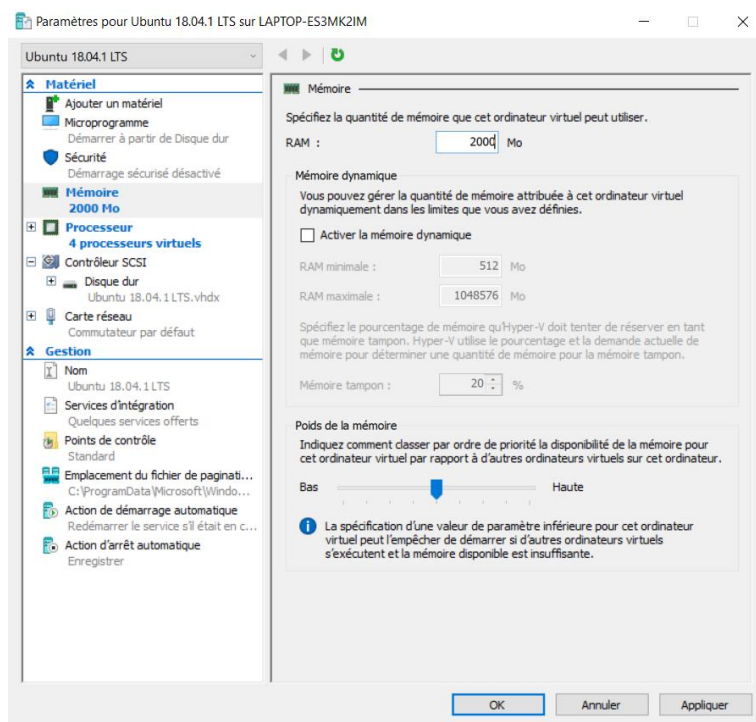 Paramètres pour Ubuntu 18.04.1 LTS sur LAPTOP-ES3MK2IM
Ubuntu 18.04.1 LTS
Matériel
Ajouter un matériel
Microprogramme
Démarrer à partir de Disque dur
Sécurité
Démarrage sécurisé désactivé
Mémoire
2000 Mo
Processeur
4 processeurs virtuels
Contrôleur SCSI
Disque dur
Ubuntu 18.04.1 LTS.vhdx
Carte réseau
Commutateur par défaut
Gestion
Nom
Ubuntu 18.04.1 LTS
Services d'intégration
Quelques services offerts
Points de contrôle
Standard
Emplacement du fichier de paginati...
C:\ProgramData\Microsoft\Windo...
Action de démarrage automatique
Redémarrer le service s'il était en c...
Action d'arrêt automatique
Enregistrer
Mémoire
Spécifiez la quantité de mémoire que cet ordinateur virtuel peut utiliser.
RAM : 2000 Mo
Mémoire dynamique
Vous pouvez gérer la quantité de mémoire attribuée à cet ordinateur virtuel
dynamiquement dans les limites que vous avez définies.
Activer la mémoire dynamique
RAM minimale : 512 Mo
RAM maximale : 1048576 Mo
Spécifiez le pourcentage de mémoire qu'Hyper-V doit tenter de réserver en tant
que mémoire tampon. Hyper-V utilise le pourcentage et la demande actuelle de
mémoire pour déterminer une quantité de mémoire pour la mémoire tampon.
Mémoire tampon : 20 %
Poids de la mémoire
Indiquez comment classer par ordre de priorité la disponibilité de la mémoire pour
cet ordinateur virtuel par rapport à d'autres ordinateurs virtuels sur cet ordinateur.
Bas Haute
La spécification d'une valeur de paramètre inférieure pour cet ordinateur
virtuel peut l'empêcher de démarrer si d'autres ordinateurs virtuels
s'exécutent et la mémoire disponible est insuffisante.
OK Annuler Appliquer